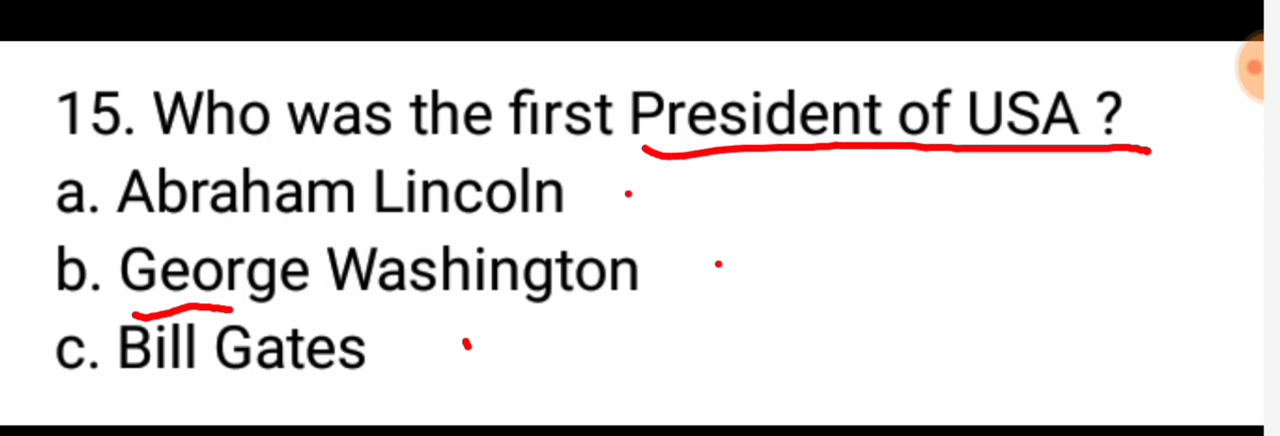 15. Who was the first President of USA ?
a. Abraham Lincoln
b. George Washington
c. Bill Gates